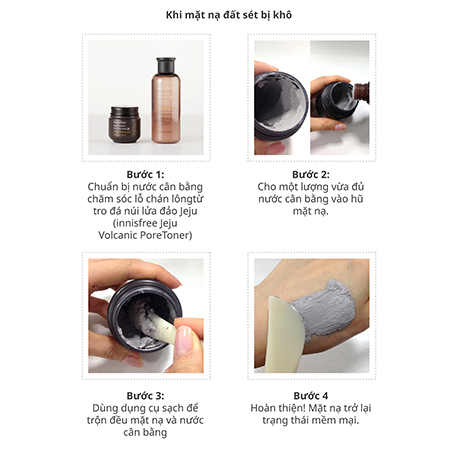 Khi mặt nạ đất sét bị khô
Bước 1:
Chuẩn bị nước cân bằng
chăm sóc lỗ chán lôngtừ
tro đá núi lửa đảo Jeju
(innisfree Jeju
Volcanic PoreToner)
Bước 2:
Cho một lượng vừa đủ
nước cân bằng vào hũ
mặt nạ.
Bước 3:
Dùng dụng cụ sạch để
trộn đều mặt nạ và nước
cân bằng
Bước 4
Hoàn thiện! Mặt nạ trở lại
trạng thái mềm mại.